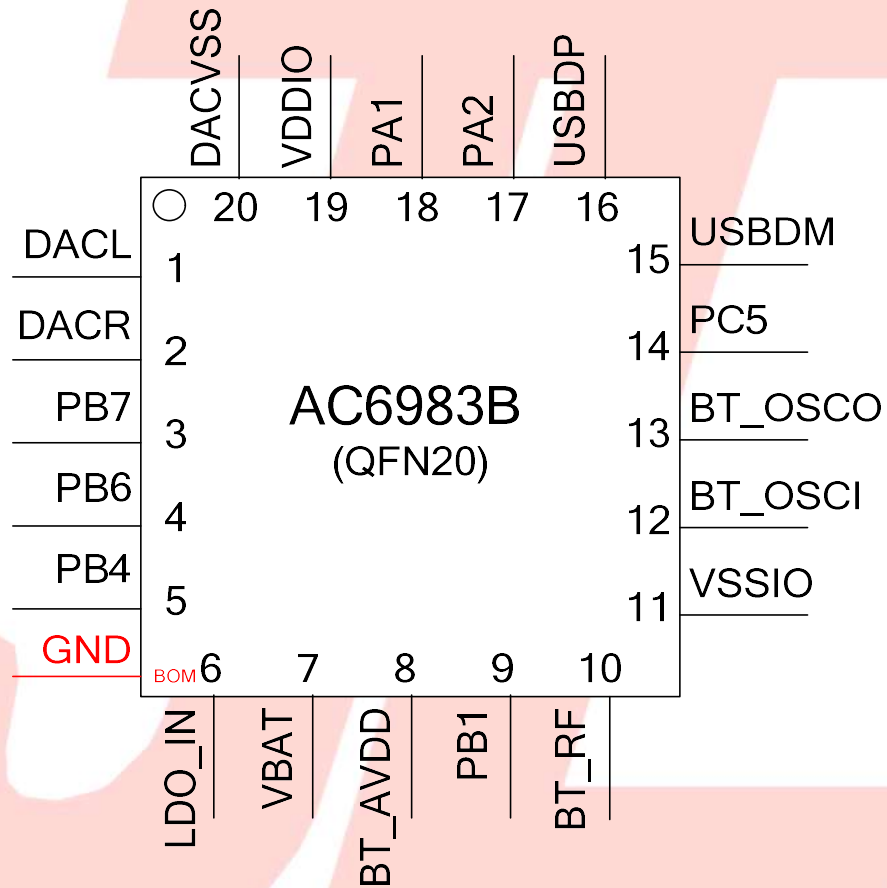 DACVSS
VDDIO
PA1
PA2
USBDP
20
19
18
17
16
DACL
1
DACR
2
PB7
3
PB6
4
PB4
5
GND
BOM
AC6983B
(QFN20)
15
USBDM
14
PC5
13
BT_OSCO
12
BT_OSCI
11
VSSIO
6
7
8
9
10
LDO_IN
VBAT
BT_AVDD
PB1
BT_RF